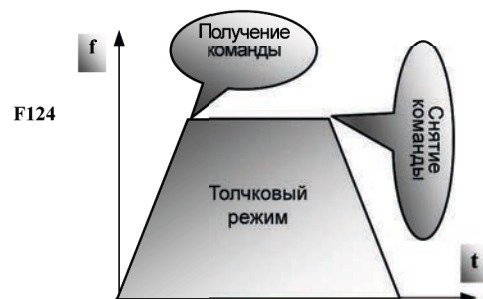 f
Получение
команды
F124
Снятие
команды
Толчковый
режим
t